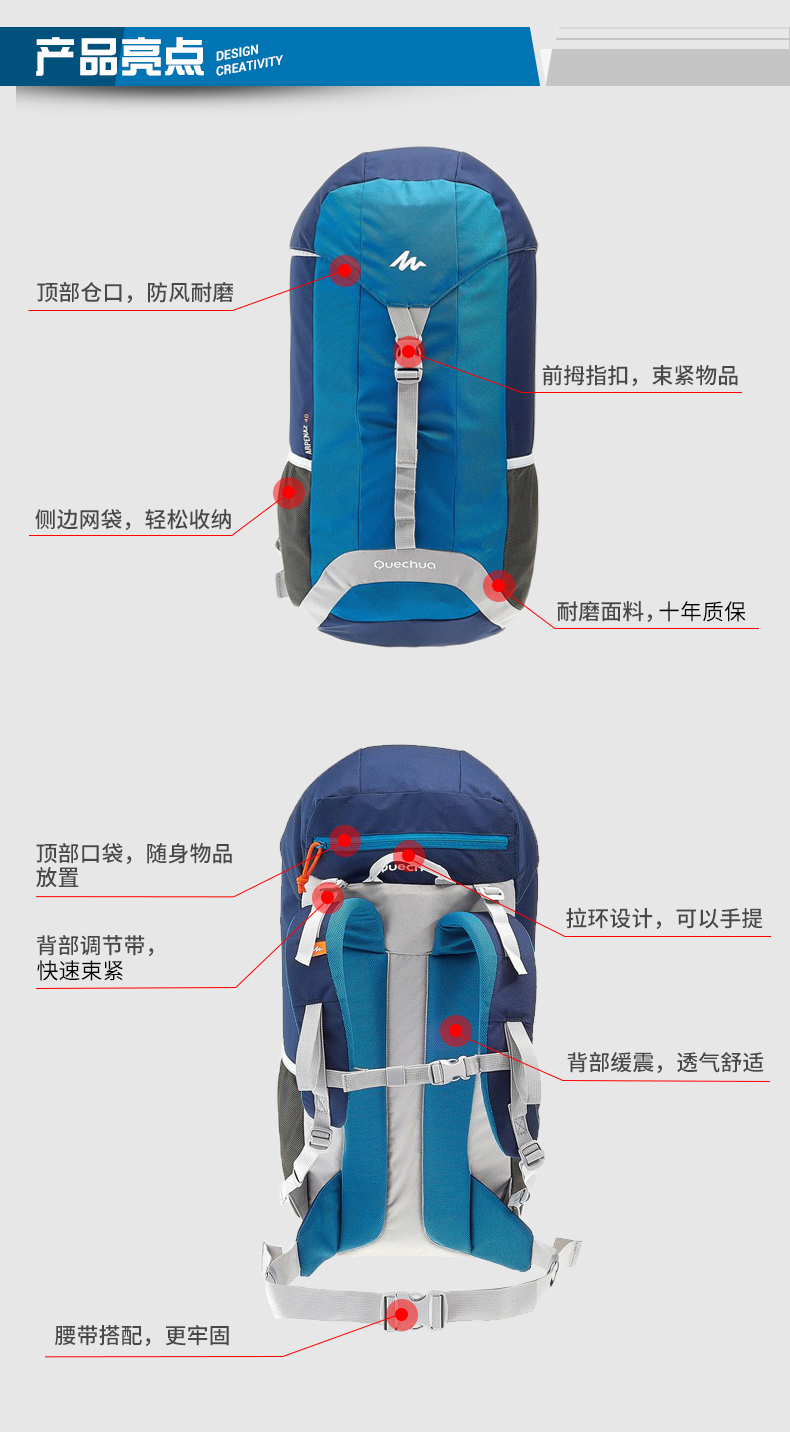 产品亮点
DESIGN
CREATIVITY
顶部仓口，防风耐磨
前拇指扣，束紧物品
ARPENAZ 40
侧边网袋，轻松收纳
Quechua
耐磨面料，十年质保
顶部口袋，随身物品
放置
拉环设计，可以手提
背部调节带，
快速束紧
背部缓震，透气舒适
腰带搭配，更牢固